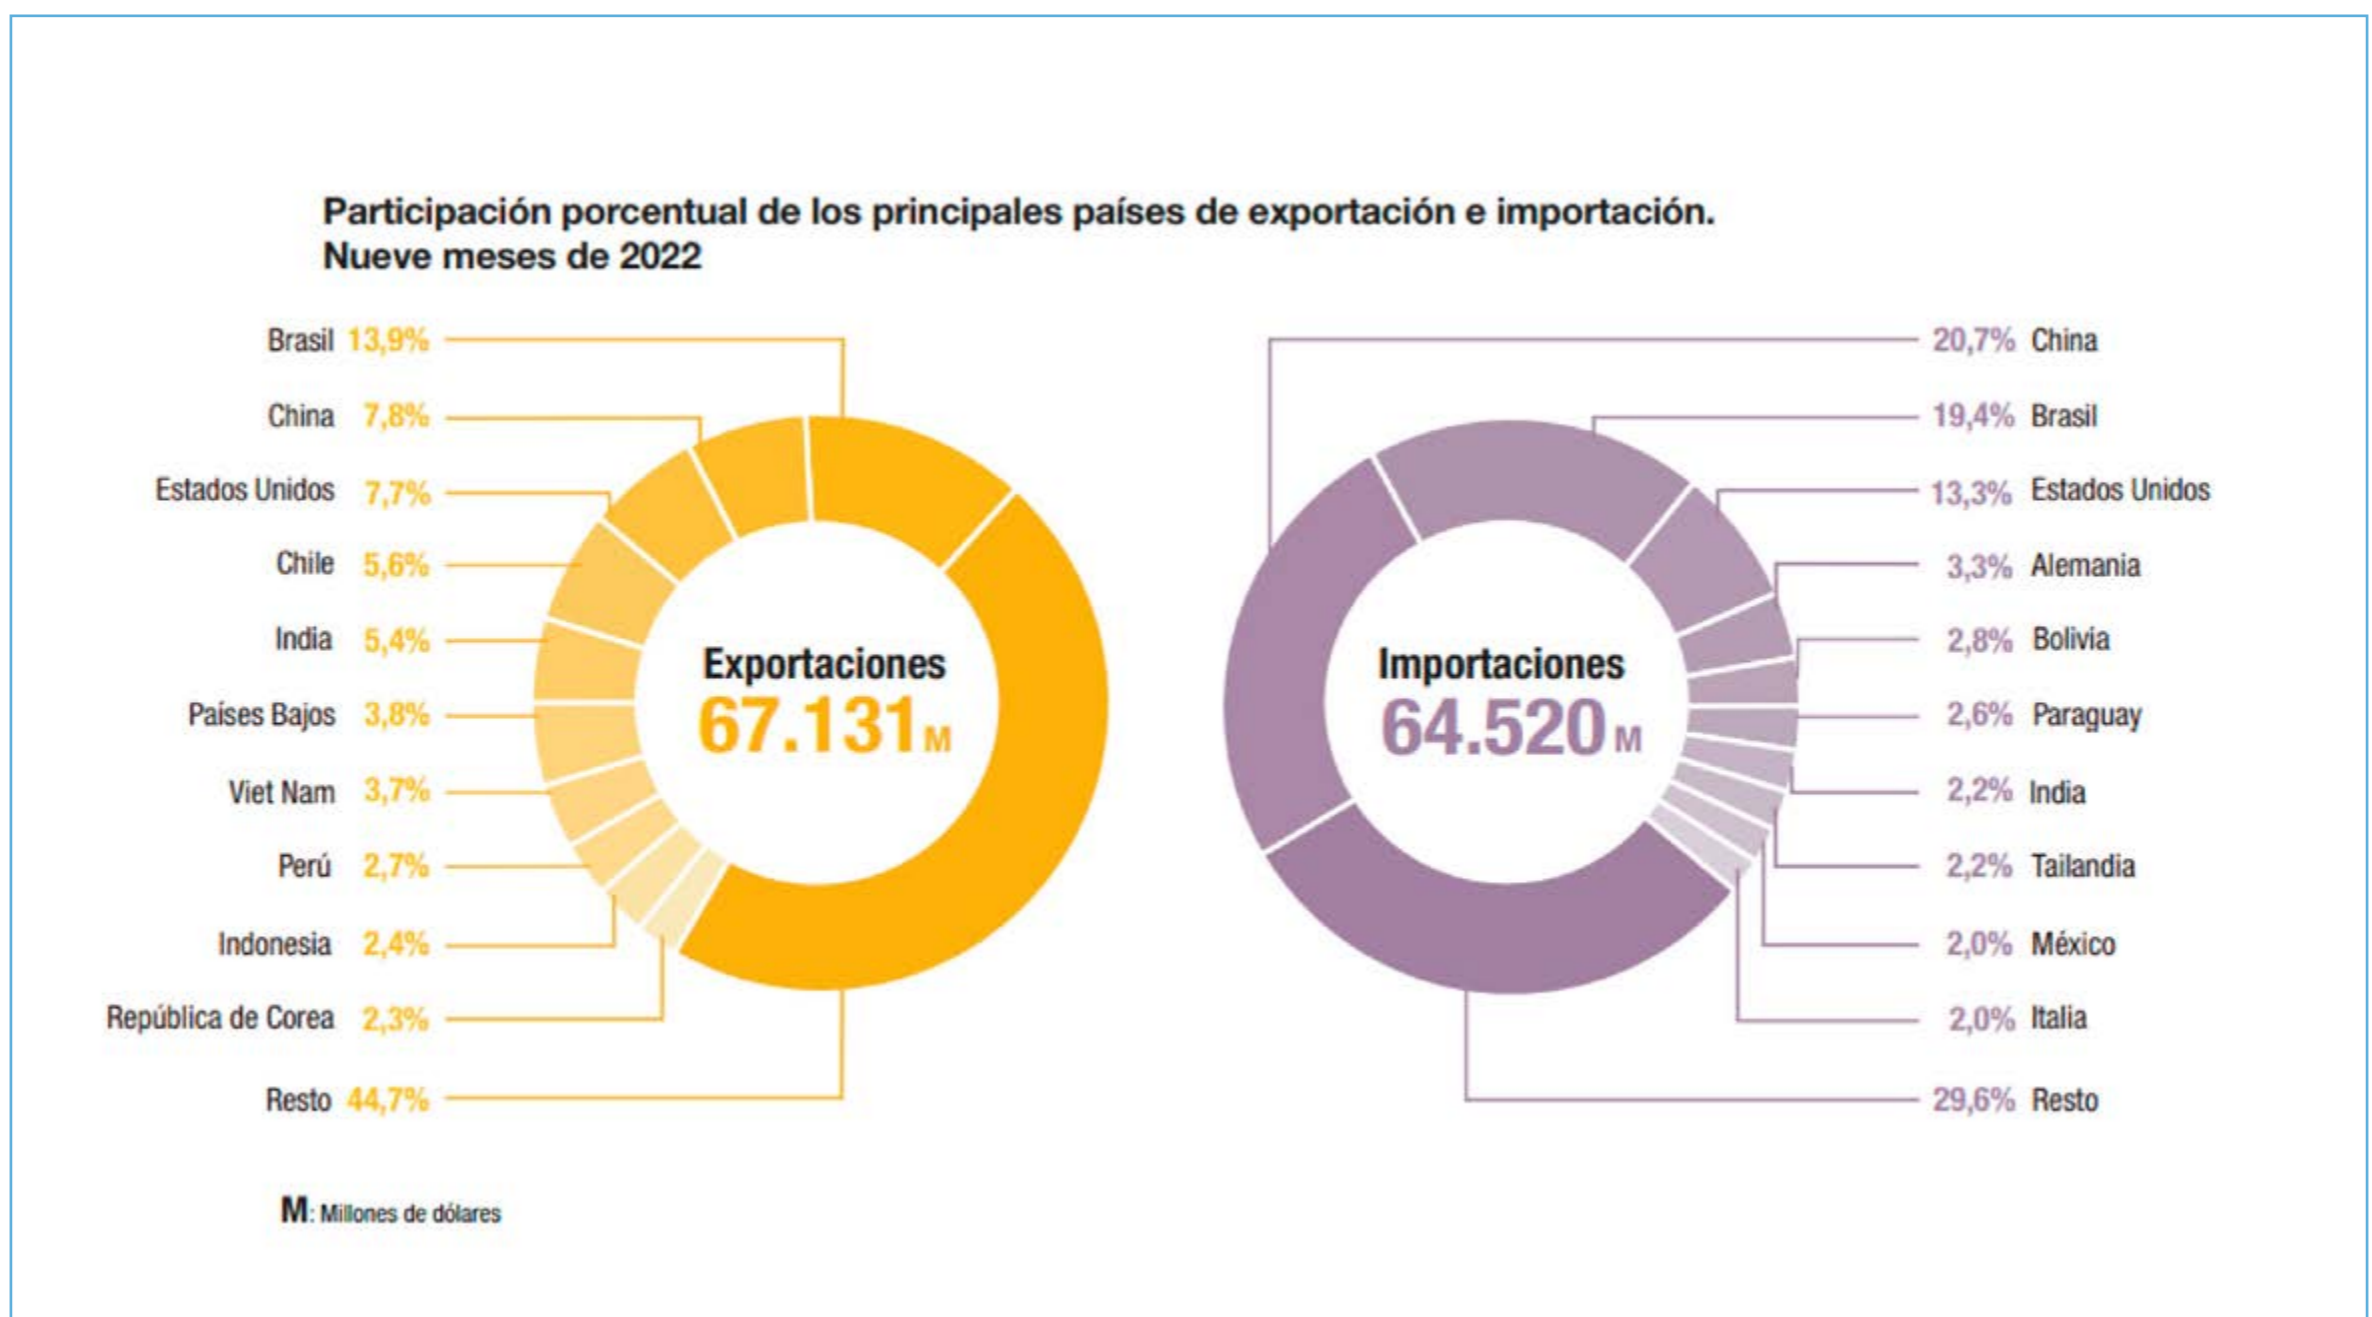 Participación porcentual de los principales países de exportación e importación.
Nueve meses de 2022
Brasil 13,9%
China 7,8%
Estados Unidos 7,7%
Chile 5,6%
India 5,4%
Países Bajos 3,8%
Viet Nam 3,7%
Perú 2,7%
Indonesia 2,4%
República de Corea 2,3%
Resto 44,7%
Exportaciones
67.131 M
Importaciones
64.520 M
20,7% China
19,4% Brasil
13,3% Estados Unidos
3,3% Alemania
2,8% Bolivia
2,6% Paraguay
2,2% India
2,2% Tailandia
2,0% México
2,0% Italia
29,6% Resto
M: Millones de dólares